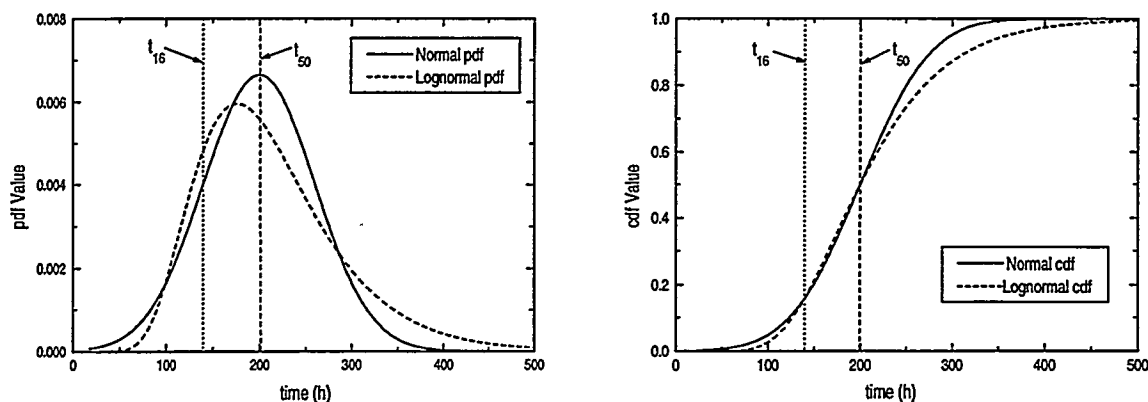 0.008
0.006
0.004
0.002
0.000
pdf Value
t16
t50
Normal pdf
Lognormal pdf
0 100 200 300 400 500
time (h)
1.0
0.8
0.6
0.4
0.2
0.0
cdf Value
t16
t50
Normal cdf
Lognormal cdf
0 100 200 300 400 500
time (h)